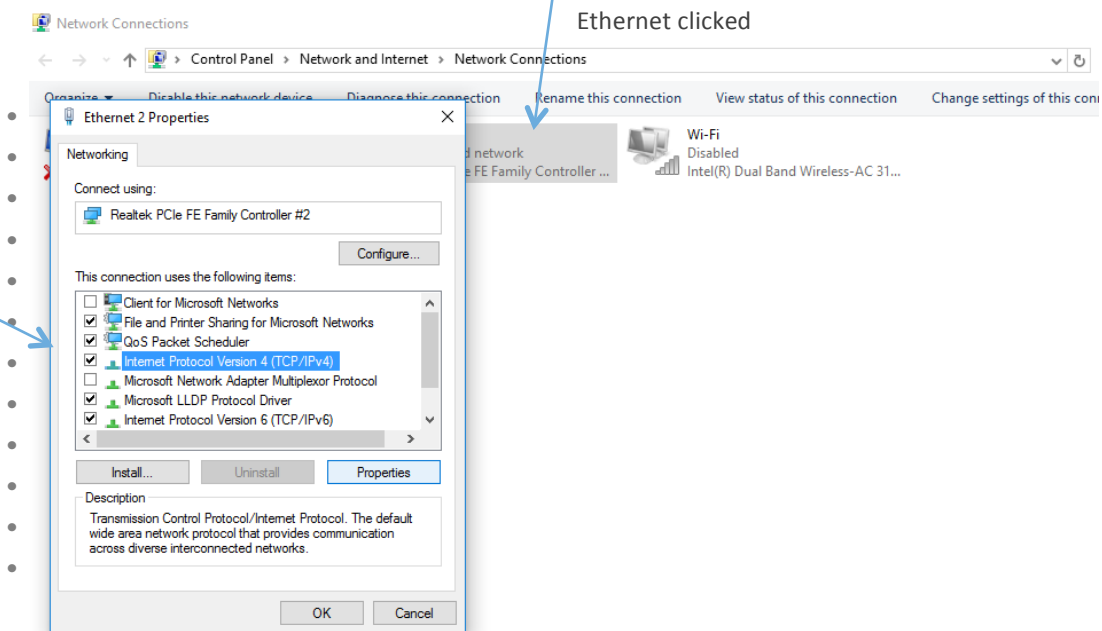 Ethernet clicked
Network Connections
Control Panel > Network and Internet > Network Connections
Organize Disable this network device Diagnose this connection Rename this connection View status of this connection Change settings of this
Ethernet 2 Properties
Networking
Connect using:
Realtek PCIe FE Family Controller #2
Configure...
This connection uses the following items:
Client for Microsoft Networks
File and Printer Sharing for Microsoft Networks
QoS Packet Scheduler
Internet Protocol Version 4 (TCP/IPv4)
Microsoft Network Adapter Multiplexor Protocol
Microsoft LLDP Protocol Driver
Internet Protocol Version 6 (TCP/IPv6)
Install... Uninstall Properties
Description
Transmission Control Protocol/Internet Protocol. The default
wide area network protocol that provides communication
across diverse interconnected networks.
OK Cancel
network
FE Family Controller ...
Wi-Fi
Disabled
Intel(R) Dual Band Wireless-AC 31...